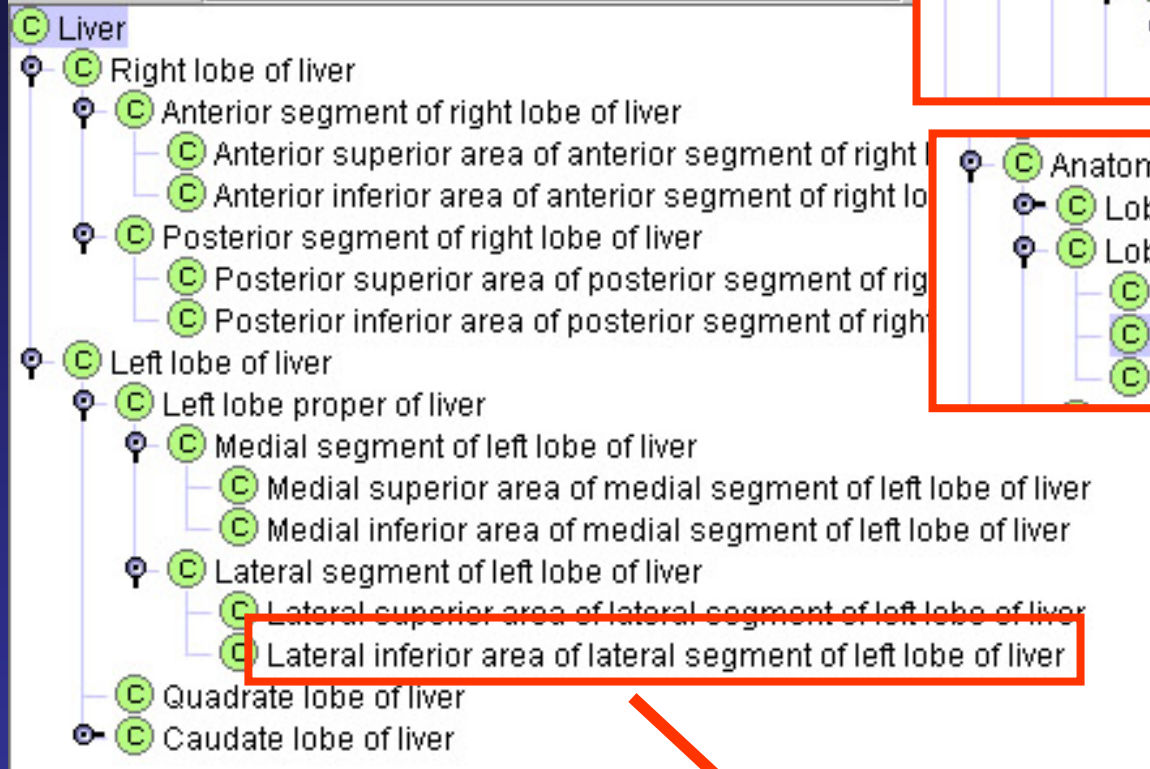 C Liver
C Right lobe of liver
C Anterior segment of right lobe of liver
C Anterior superior area of anterior segment of right
C Anterior inferior area of anterior segment of right lo
C Posterior segment of right lobe of liver
C Posterior superior area of posterior segment of rig
C Posterior inferior area of posterior segment of right
C Left lobe of liver
C Left lobe proper of liver
C Medial segment of left lobe of liver
C Medial superior area of medial segment of left lobe of liver
C Medial inferior area of medial segment of left lobe of liver
C Lateral segment of left lobe of liver
C Lateral superior area of lateral segment of left lobe of liver
C Lateral inferior area of lateral segment of left lobe of liver
C Quadrate lobe of liver
C Caudate lobe of liver
C Anatom
C Lob
C Lob
C
C
C